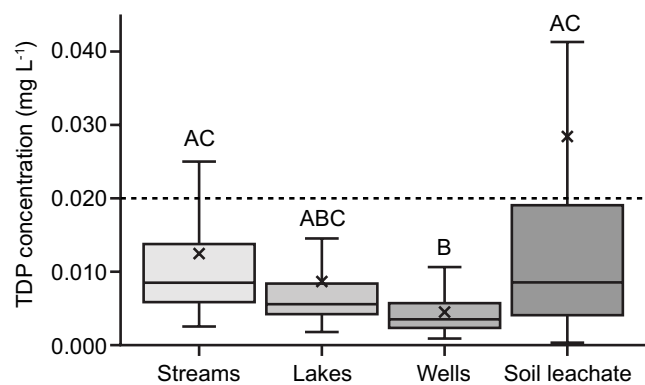 TDP concentration (mg L⁻¹)
0.040
0.030
0.020
0.010
0.000
AC
ABC
B
AC
Streams
Lakes
Wells
Soil leachate